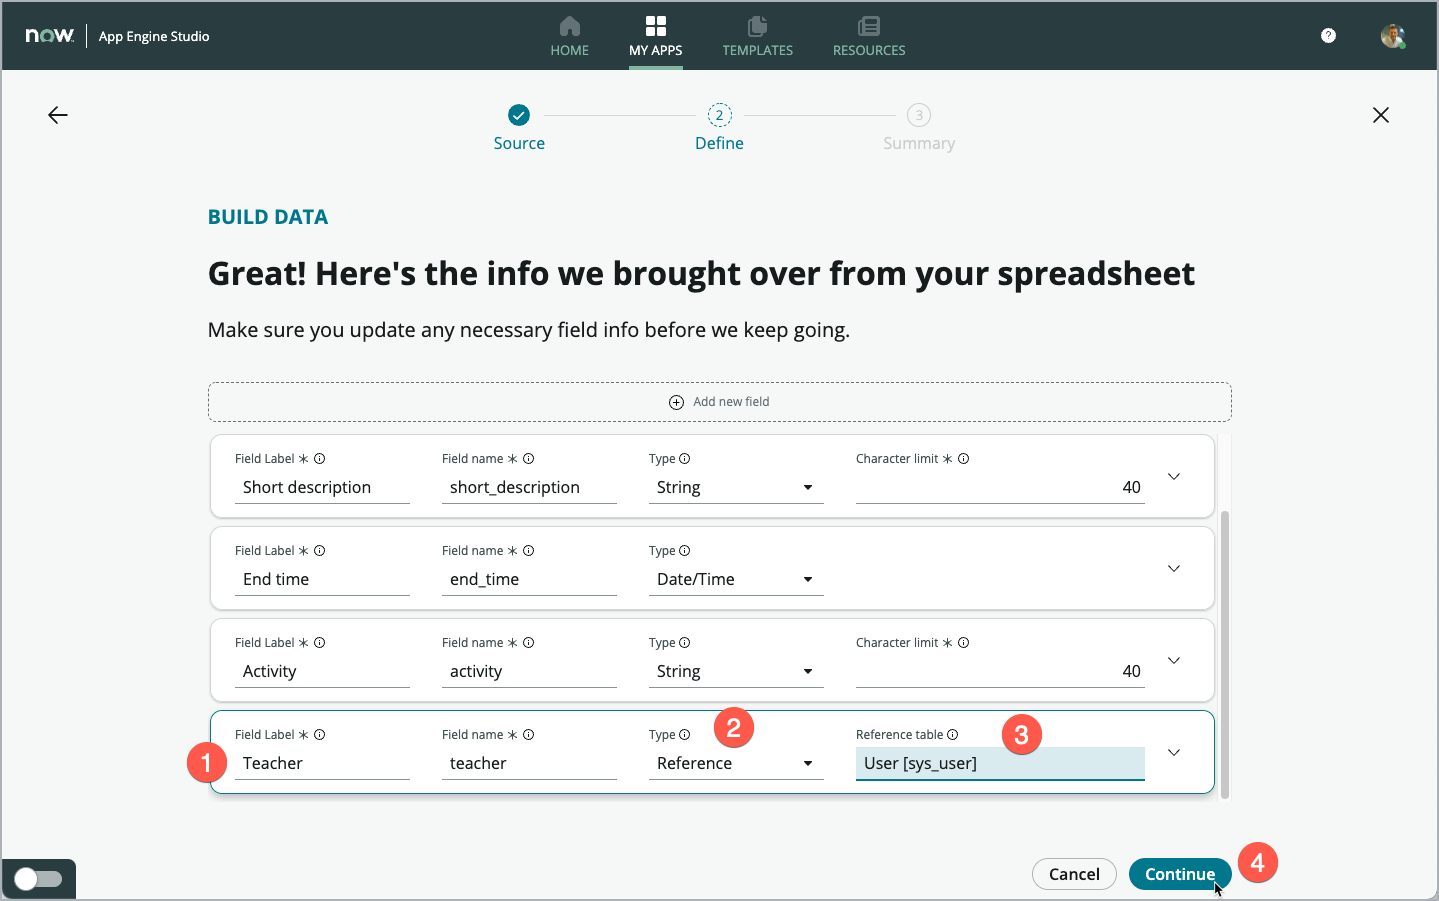 now App Engine Studio
HOME MY APPS TEMPLATES RESOURCES
?
2 3
Source Define Summary
BUILD DATA
Great! Here's the info we brought over from your spreadsheet
Make sure you update any necessary field info before we keep going.
Add new field
Field Label * Field name * Type Character limit *
Short description short_description String 40
Field Label * Field name * Type
End time end_time Date/Time
Field Label * Field name * Type Character limit *
Activity activity String 40
Field Label * Field name * Type 2 Reference table 3
1 Teacher teacher Reference User [sys_user]
Cancel Continue 4